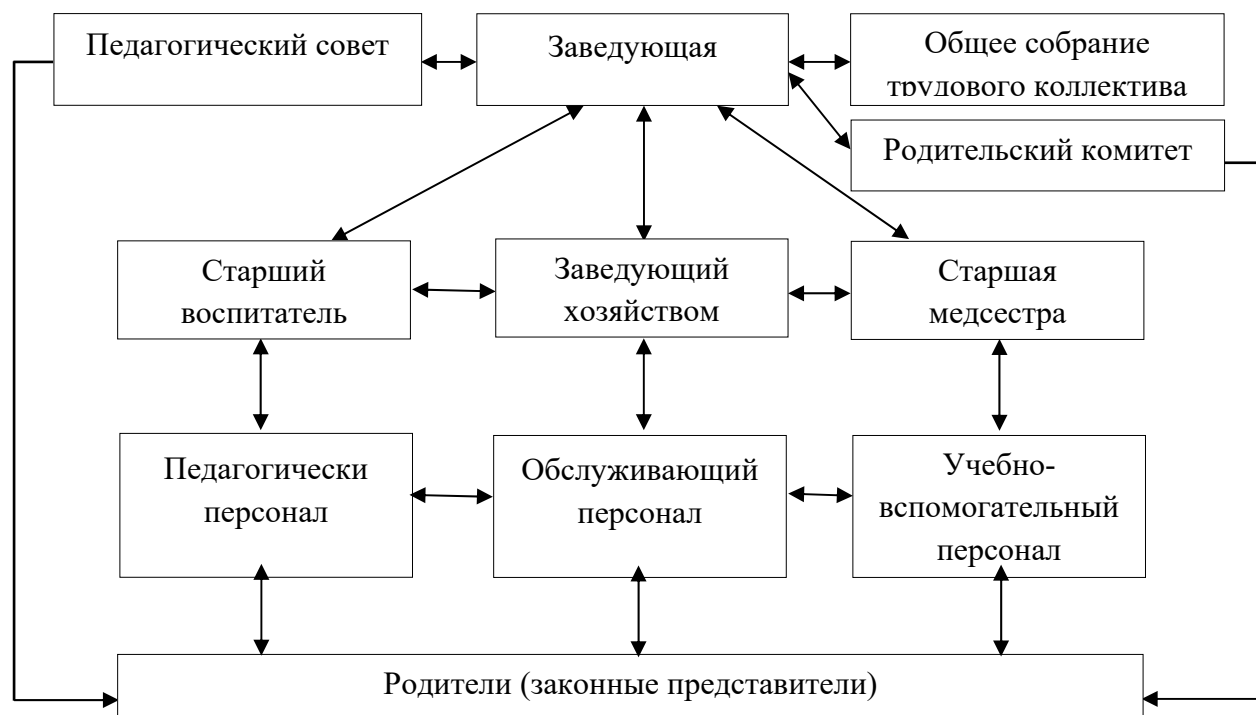 Педагогический совет
Заведующая
Общее собрание
трудового коллектива
Родительский комитет
Старший
воспитатель
Заведующий
хозяйством
Старшая
медсестра
Педагогически
персонал
Обслуживающий
персонал
Учебно-
вспомогательный
персонал
Родители (законные представители)